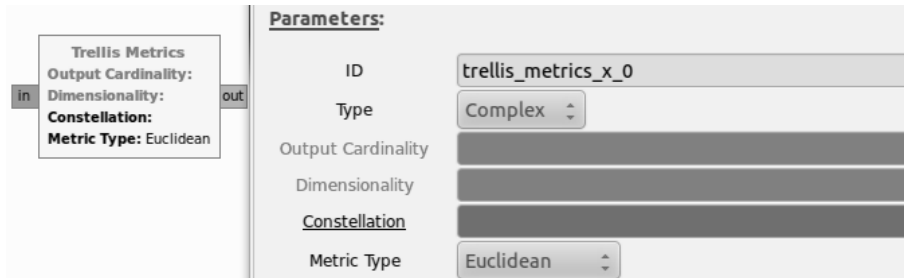 Trellis Metrics
Output Cardinality:
Dimensionality:
Constellation:
Metric Type: Euclidean
in
out
Parameters:
ID trellis_metrics_x_0
Type Complex
Output Cardinality
Dimensionality
Constellation
Metric Type Euclidean